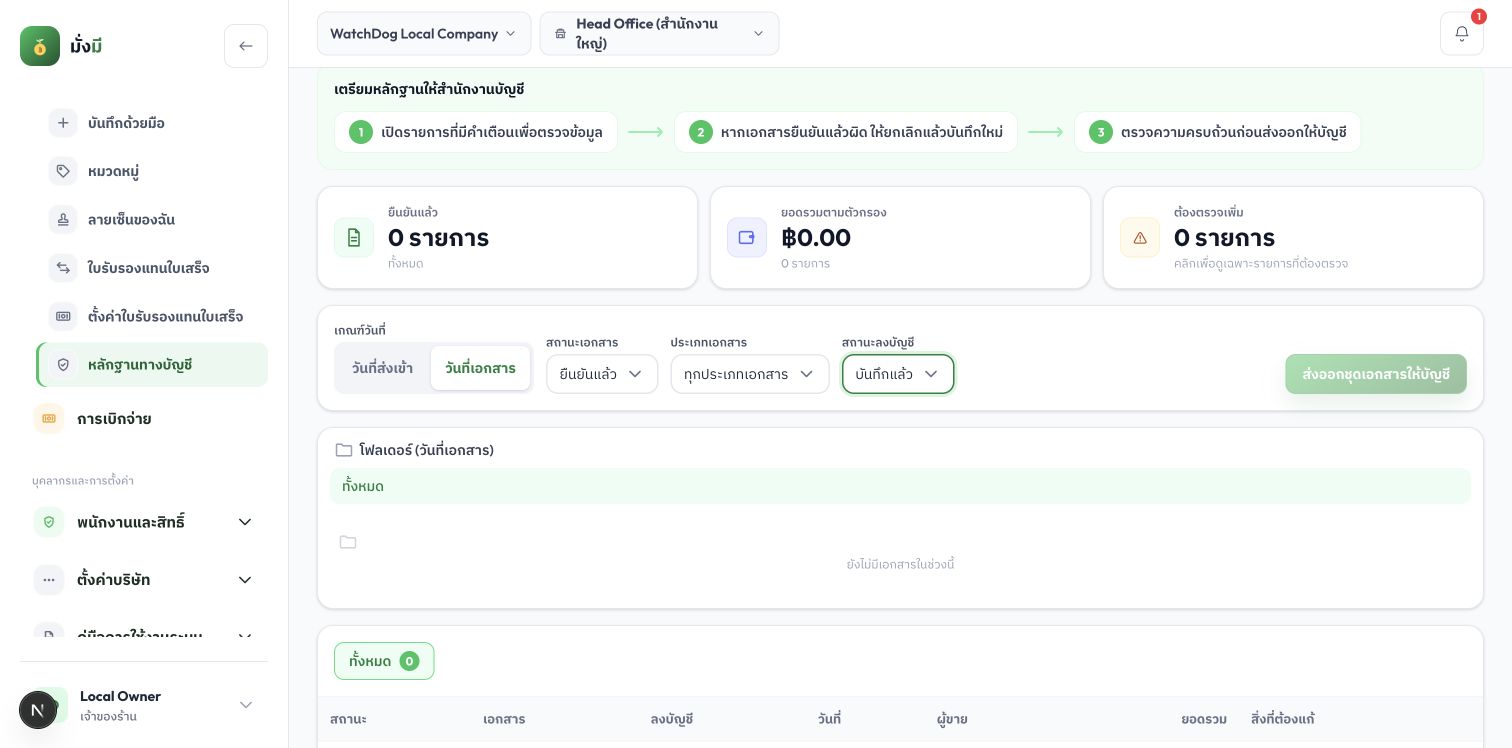 มั่งมี
WatchDog Local Company
Head Office (สำนักงาน
ใหญ่)
1
บันทึกด้วยมือ
หมวดหมู่
ลายเซ็นของฉัน
ใบรับรองแทนใบเสร็จ
ตั้งค่าใบรับรองแทนใบเสร็จ
หลักฐานทางบัญชี
การเบิกจ่าย
บุคลากรและการตั้งค่า
พนักงานและสิทธิ์
ตั้งค่าบริษัท
คู่มือการใช้งานระบบ
N
Local Owner
เจ้าของร้าน
เตรียมหลักฐานให้สำนักงานบัญชี
1 เปิดรายการที่มีคำเตือนเพื่อตรวจข้อมูล
2 หากเอกสารยืนยันแล้วผิด ให้ยกเลิกแล้วบันทึกใหม่
3 ตรวจความครบถ้วนก่อนส่งออกให้บัญชี
ยืนยันแล้ว
0 รายการ
ทั้งหมด
ยอดรวมตามตัวกรอง
฿0.00
0 รายการ
ต้องตรวจเพิ่ม
0 รายการ
คลิกเพื่อดูเฉพาะรายการที่ต้องตรวจ
เกณฑ์วันที่
วันที่ส่งเข้า วันที่เอกสาร
สถานะเอกสาร
ยืนยันแล้ว
ประเภทเอกสาร
ทุกประเภทเอกสาร
สถานะลงบัญชี
บันทึกแล้ว
ส่งออกชุดเอกสารให้บัญชี
โฟลเดอร์ (วันที่เอกสาร)
ทั้งหมด
ยังไม่มีเอกสารในช่วงนี้
ทั้งหมด 0
สถานะ เอกสาร ลงบัญชี วันที่ ผู้ขาย ยอดรวม สิ่งที่ต้องแก้